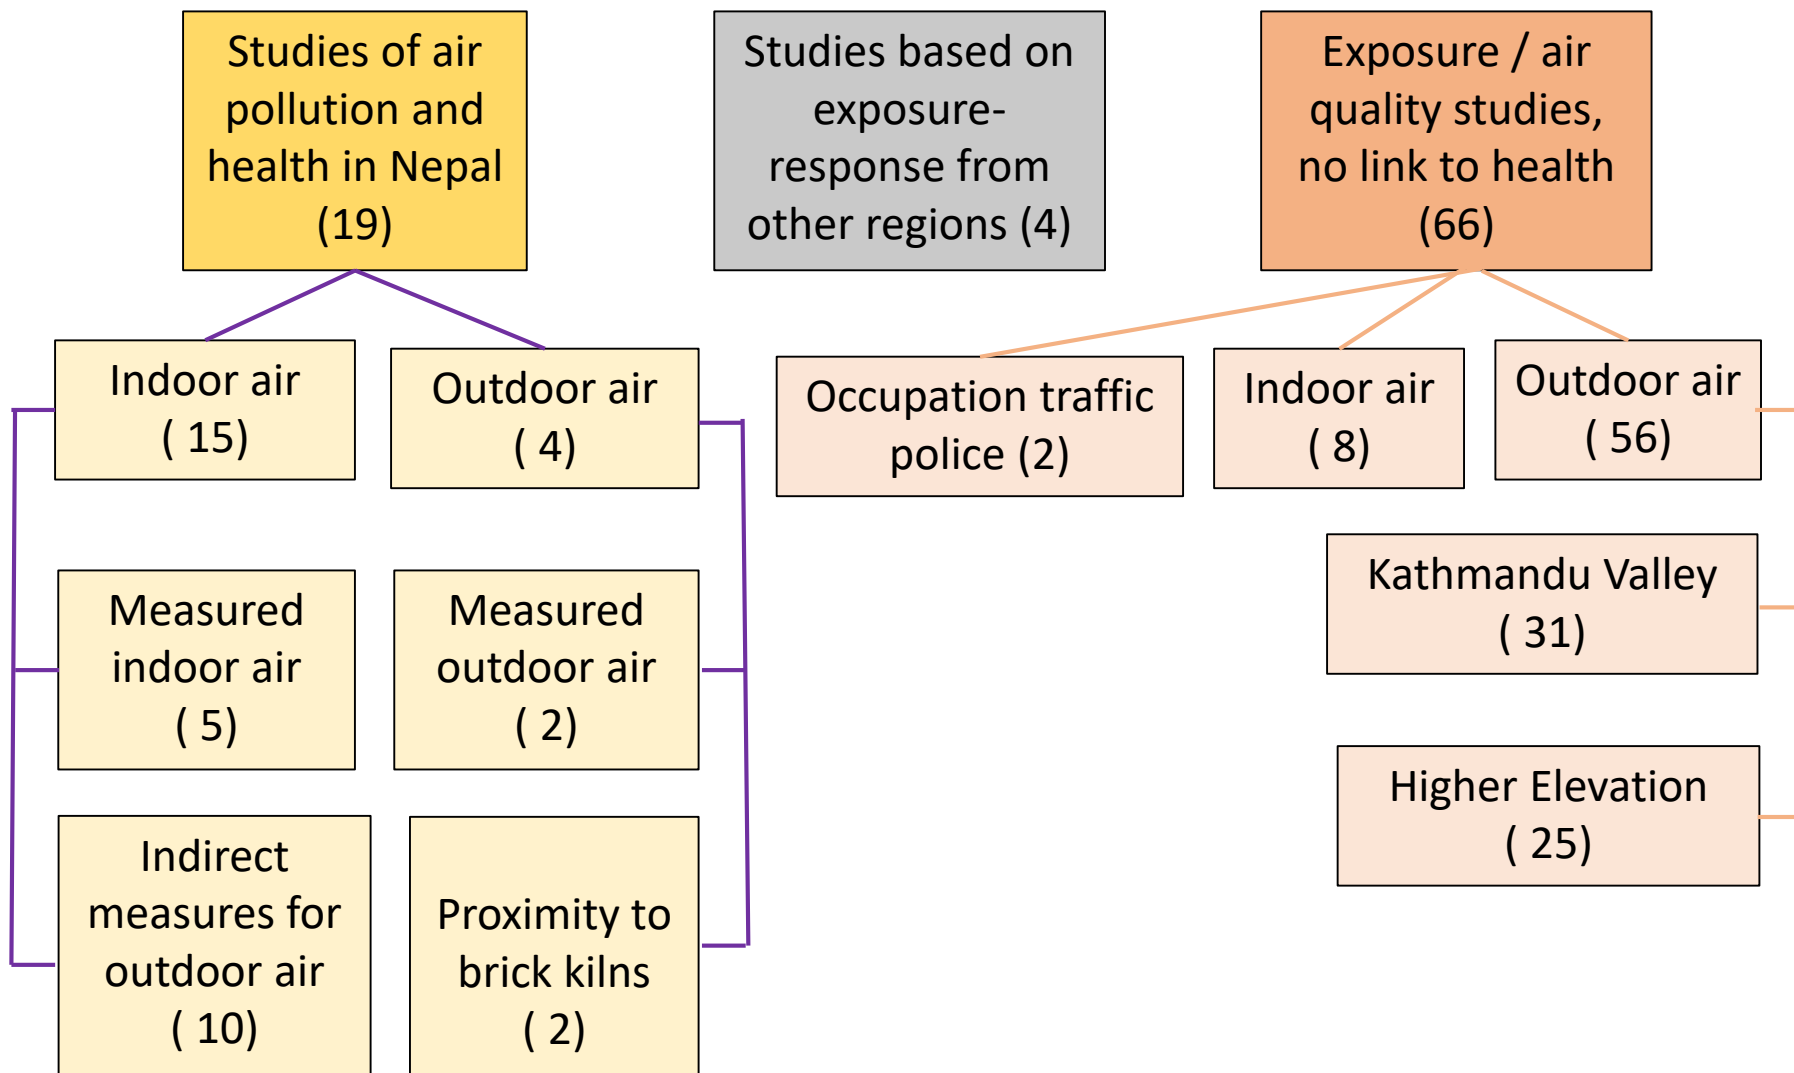 Studies of air
pollution and
health in Nepal
(19)
Studies based on
exposure-
response from
other regions (4)
Exposure / air
quality studies,
no link to health
(66)
Indoor air
( 15)
Outdoor air
( 4)
Occupation traffic
police (2)
Indoor air
( 8)
Outdoor air
( 56)
Measured
indoor air
( 5)
Measured
outdoor air
( 2)
Kathmandu Valley
( 31)
Indirect
measures for
outdoor air
( 10)
Proximity to
brick kilns
( 2)
Higher Elevation
( 25)